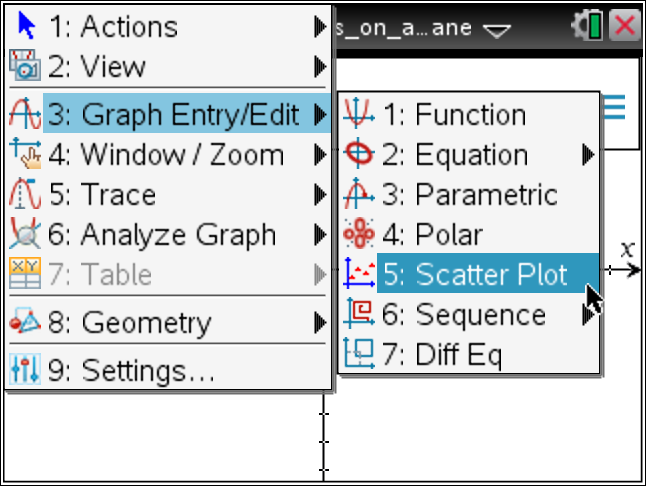 s_on_a...ane
1: Actions
2: View
3: Graph Entry/Edit
4: Window / Zoom
5: Trace
6: Analyze Graph
7: Table
8: Geometry
9: Settings...
1: Function
2: Equation
3: Parametric
4: Polar
5: Scatter Plot
6: Sequence
7: Diff Eq
x